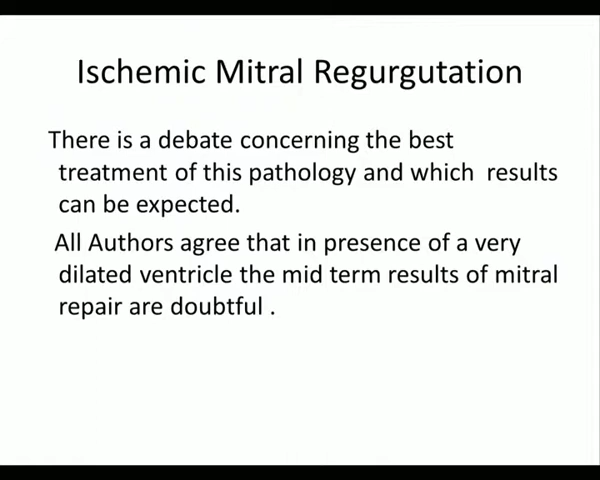 Ischemic Mitral Regurgutation
There is a debate concerning the best
treatment of this pathology and which results
can be expected.
All Authors agree that in presence of a very
dilated ventricle the mid term results of mitral
repair are doubtful .